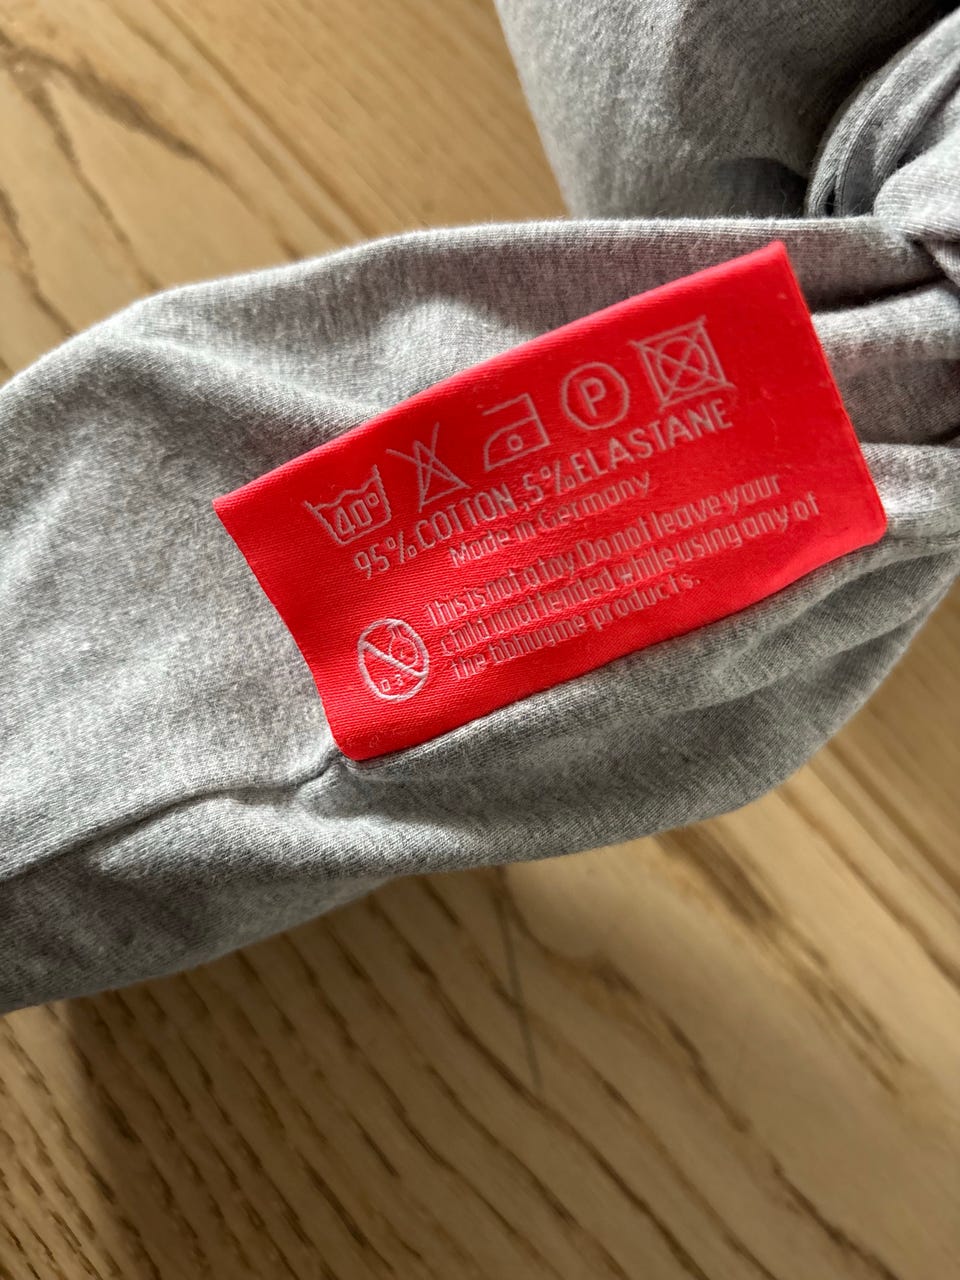 40°
P
95% COTTON, 5% ELASTANE
Made in Germany
This is not a toy. Do not leave your
child unattended while using any of
the bbhugme products.
0-3